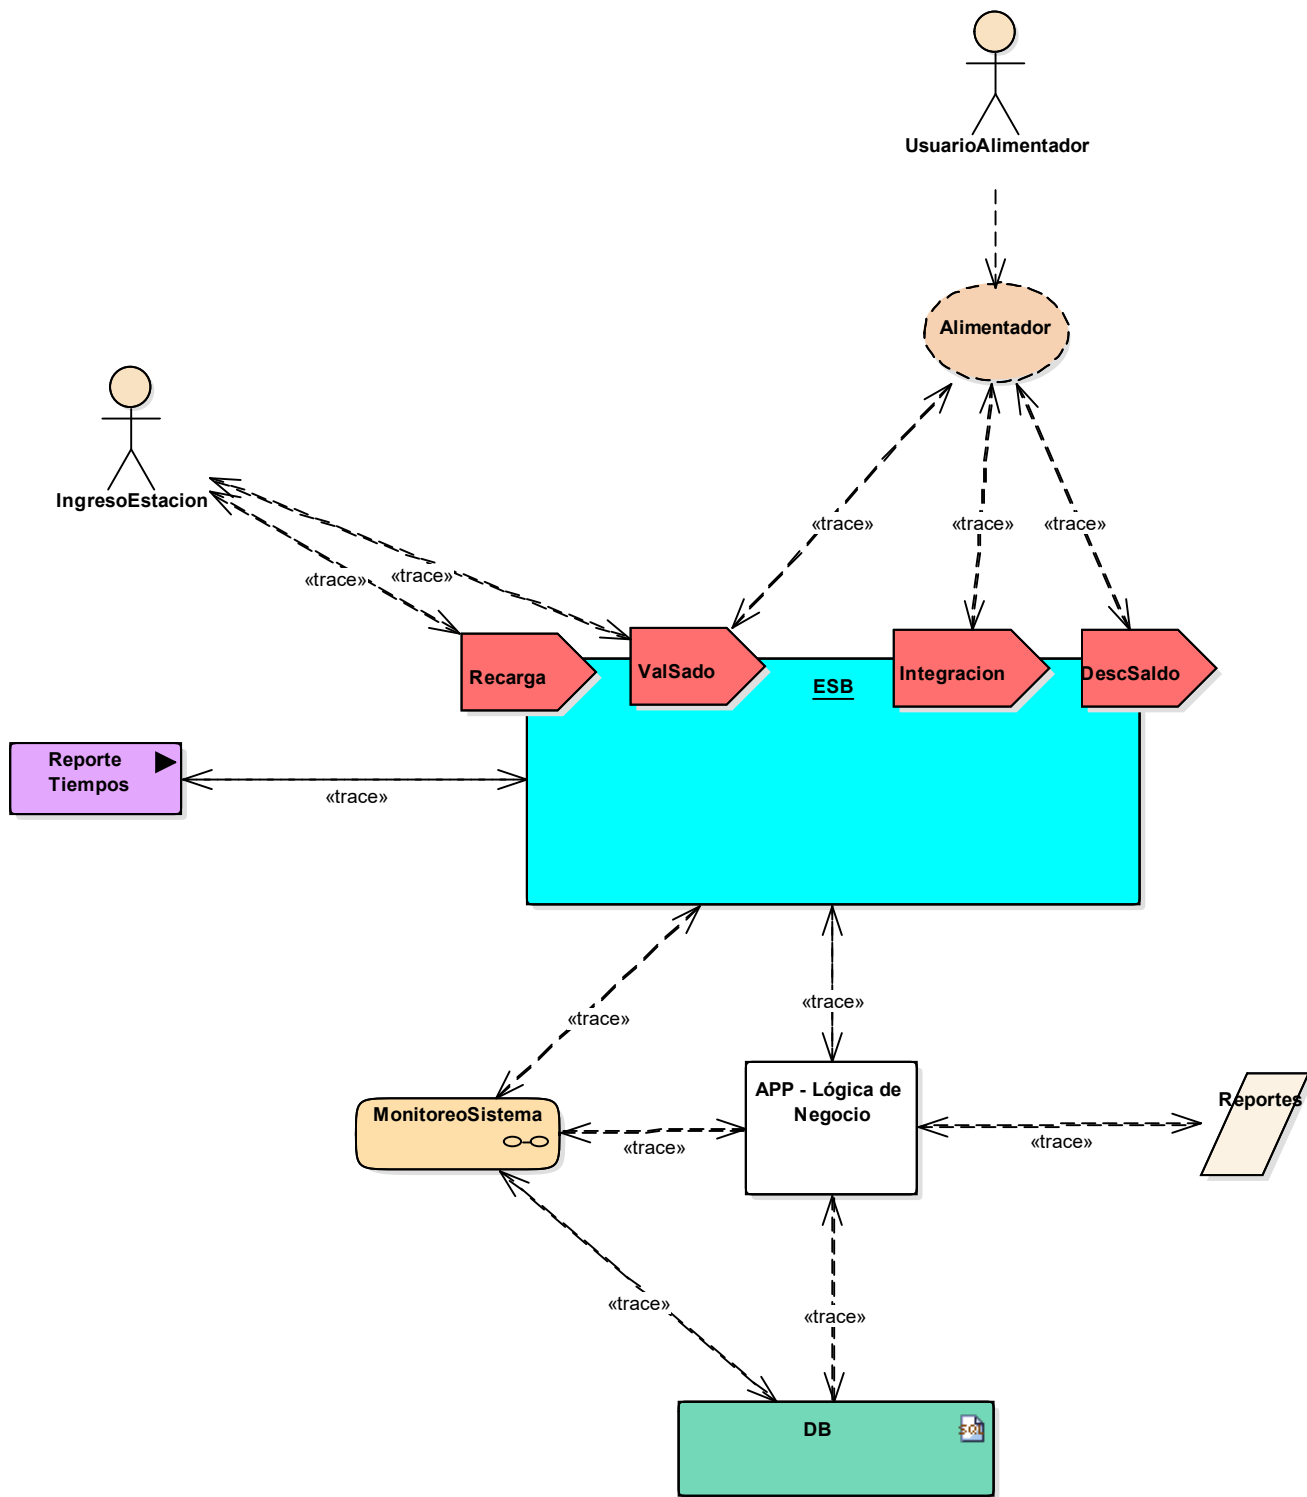 UsuarioAlimentador
Alimentador
IngresoEstacion
«trace»
«trace»
«trace»
«trace»
«trace»
Recarga
ValSado
ESB
Integracion
DescSaldo
Reporte
Tiempos
«trace»
«trace»
«trace»
MonitoreoSistema
APP - Lógica de
Negocio
Reportes
«trace»
«trace»
«trace»
«trace»
DB
SQL